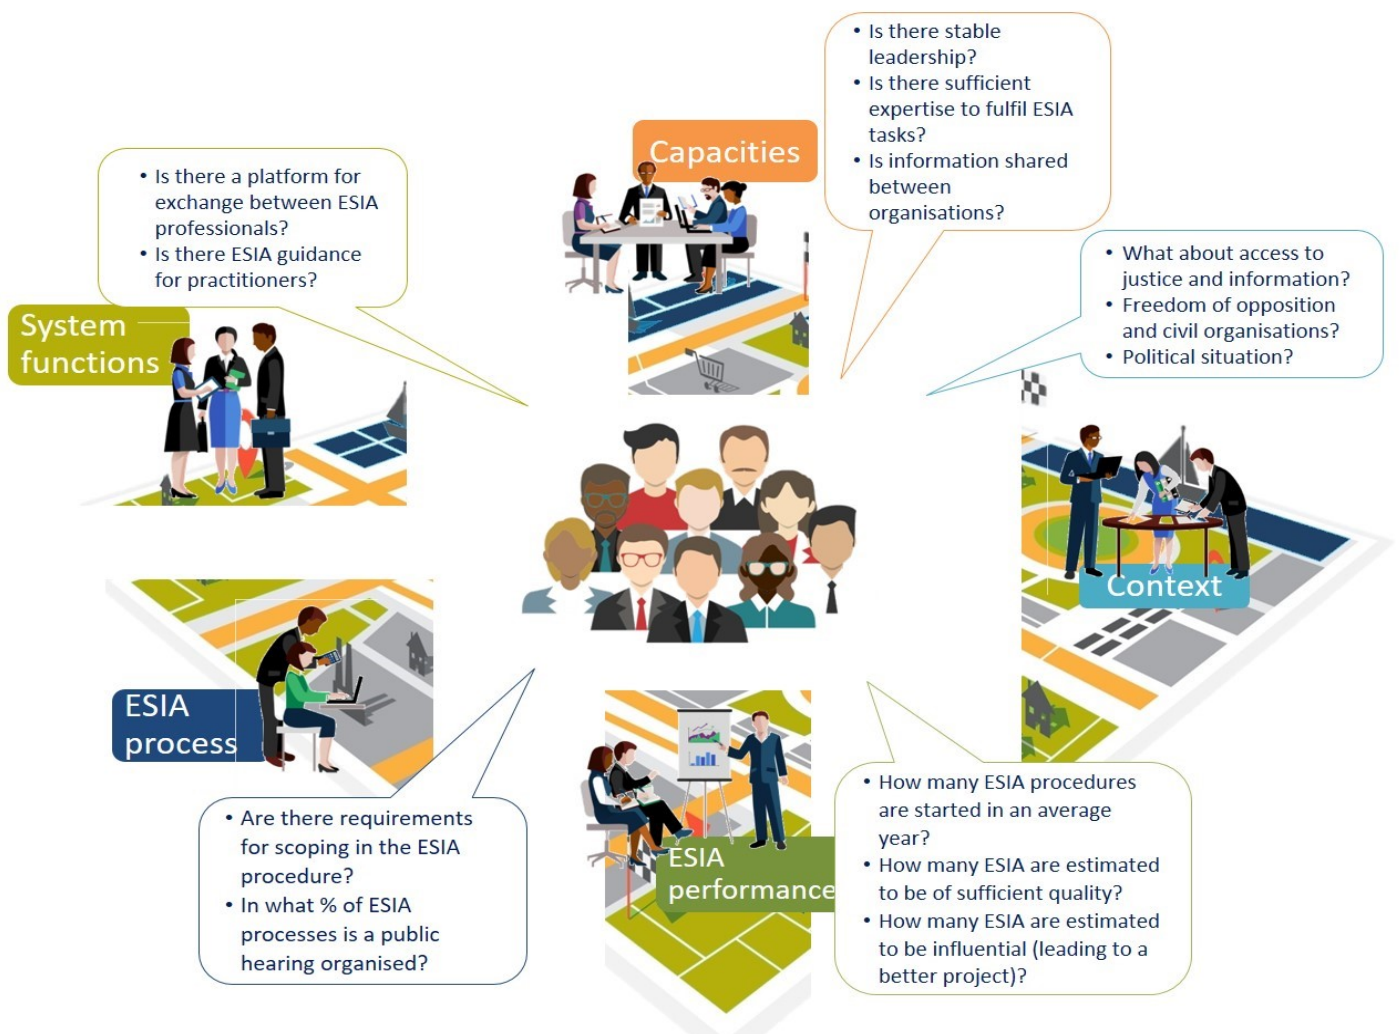 • Is there stable
leadership?
• Is there sufficient
expertise to fulfil ESIA
tasks?
• Is information shared
between
organisations?
Capacities
• Is there a platform for
exchange between ESIA
professionals?
• Is there ESIA guidance
for practitioners?
System
functions
• What about access to
justice and information?
• Freedom of opposition
and civil organisations?
• Political situation?
Context
ESIA
process
• Are there requirements
for scoping in the ESIA
procedure?
• In what % of ESIA
processes is a public
hearing organised?
ESIA
performance
• How many ESIA procedures
are started in an average
year?
• How many ESIA are estimated
to be of sufficient quality?
• How many ESIA are estimated
to be influential (leading to a
better project)?